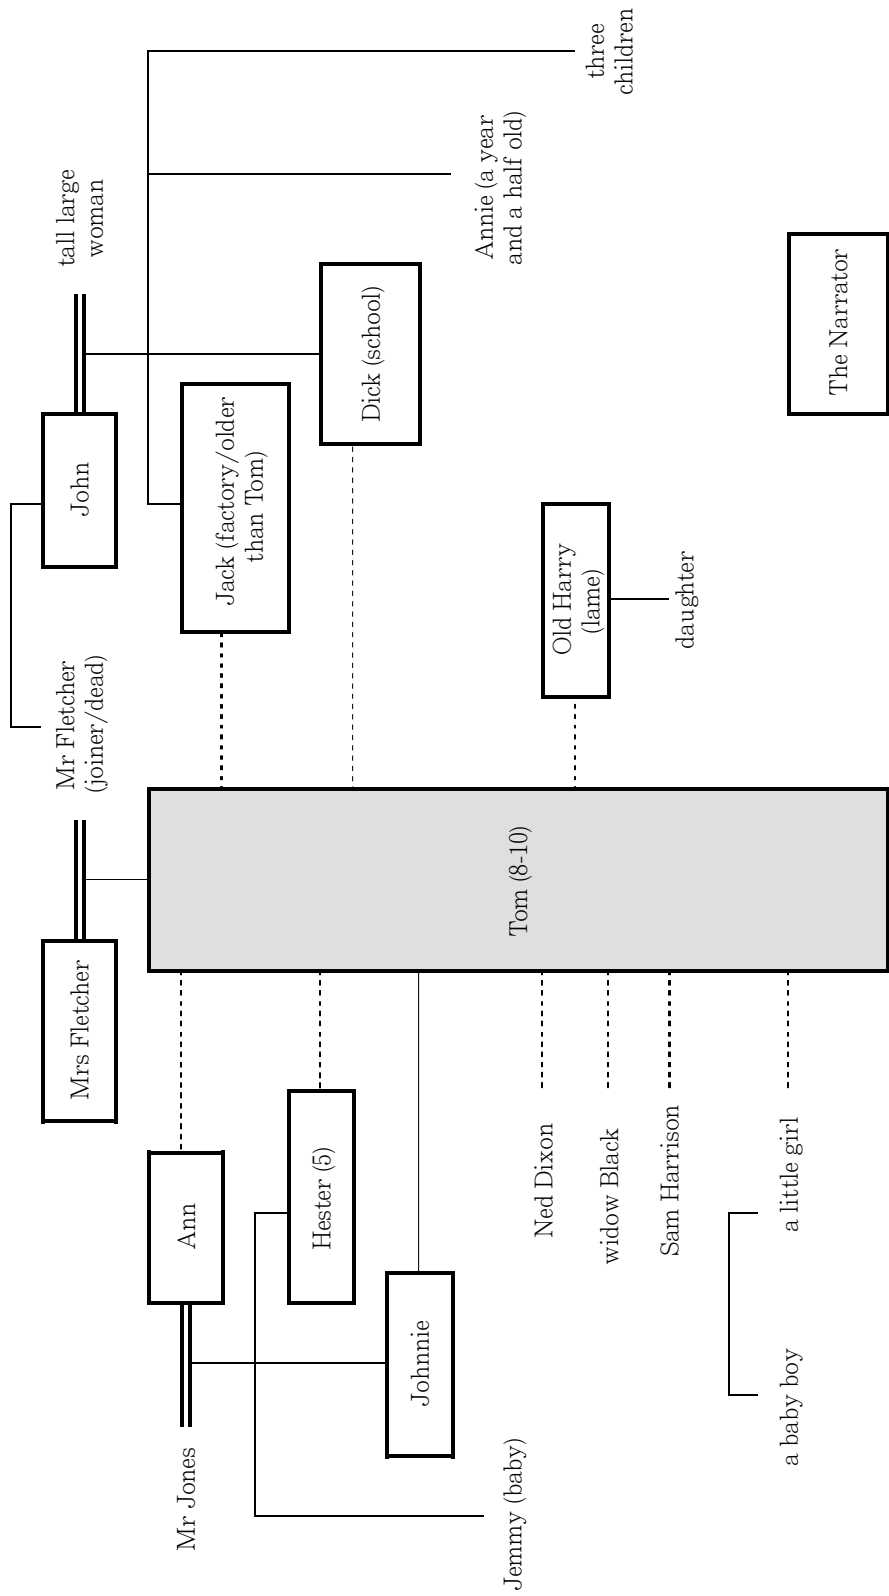 Mr Jones
Ann
Mrs Fletcher
Mr Fletcher
(joiner/dead)
John
tall large
woman
Jemmy (baby)
Johnnie
Hester (5)
Tom (8-10)
Jack (factory/older
than Tom)
Dick (school)
Annie (a year
and a half old)
three
children
Ned Dixon
widow Black
Sam Harrison
a baby boy
a little girl
Old Harry
(lame)
daughter
The Narrator